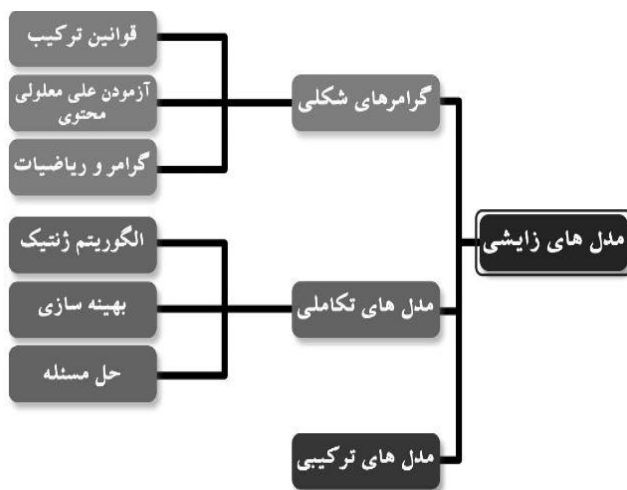 مدل های زایشی
گرامرهای شکلی
قوانین ترکیب
آزمودن علی معلولی
محتوی
گرامر و ریاضیات
مدل های تکاملی
الگوریتم ژنتیک
بهینه سازی
حل مسئله
مدل های ترکیبی